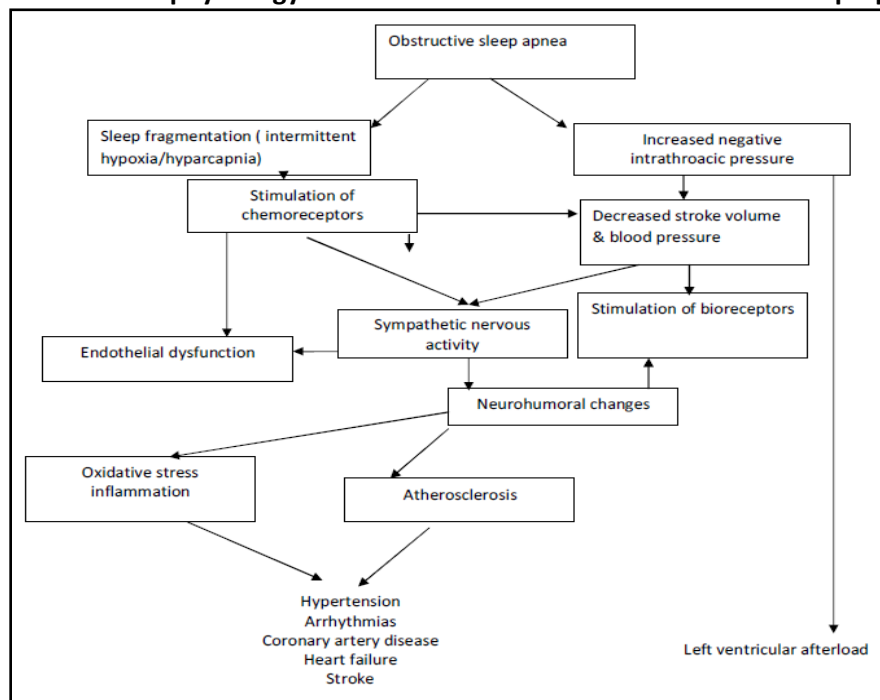 physiology
Obstructive sleep apnea
Sleep fragmentation ( intermittent
hypoxia/hyparcapnia)
Increased negative
intrathroacic pressure
Stimulation of
chemoreceptors
Decreased stroke volume
& blood pressure
Stimulation of bioreceptors
Sympathetic nervous
activity
Endothelial dysfunction
Neurohumoral changes
Oxidative stress
inflammation
Atherosclerosis
Hypertension
Arrhythmias
Coronary artery disease
Heart failure
Stroke
Left ventricular afterload